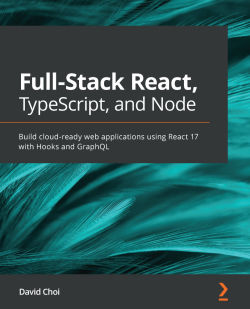 Full-Stack React,
TypeScript, and Node
Build cloud-ready web applications using React 17
with Hooks and GraphQL
David Choi